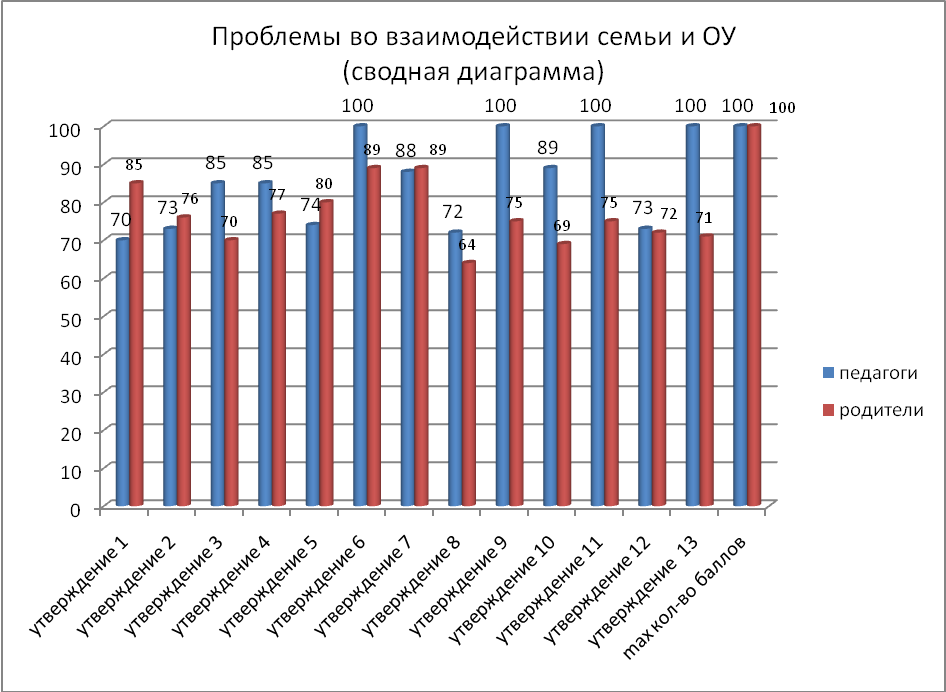 Проблемы во взаимодействии семьи и ОУ
(сводная диаграмма)
100 100 100 100 100 100
85 73 76 85 85 77 74 80 89 88 89 72 75 89 75 73 72 71
70 70 64 69
100
90
80
70
60
50
40
30
20
10
0
утверждение 1
утверждение 2
утверждение 3
утверждение 4
утверждение 5
утверждение 6
утверждение 7
утверждение 8
утверждение 9
утверждение 10
утверждение 11
утверждение 12
утверждение 13
max кол-во баллов
педагоги
родители